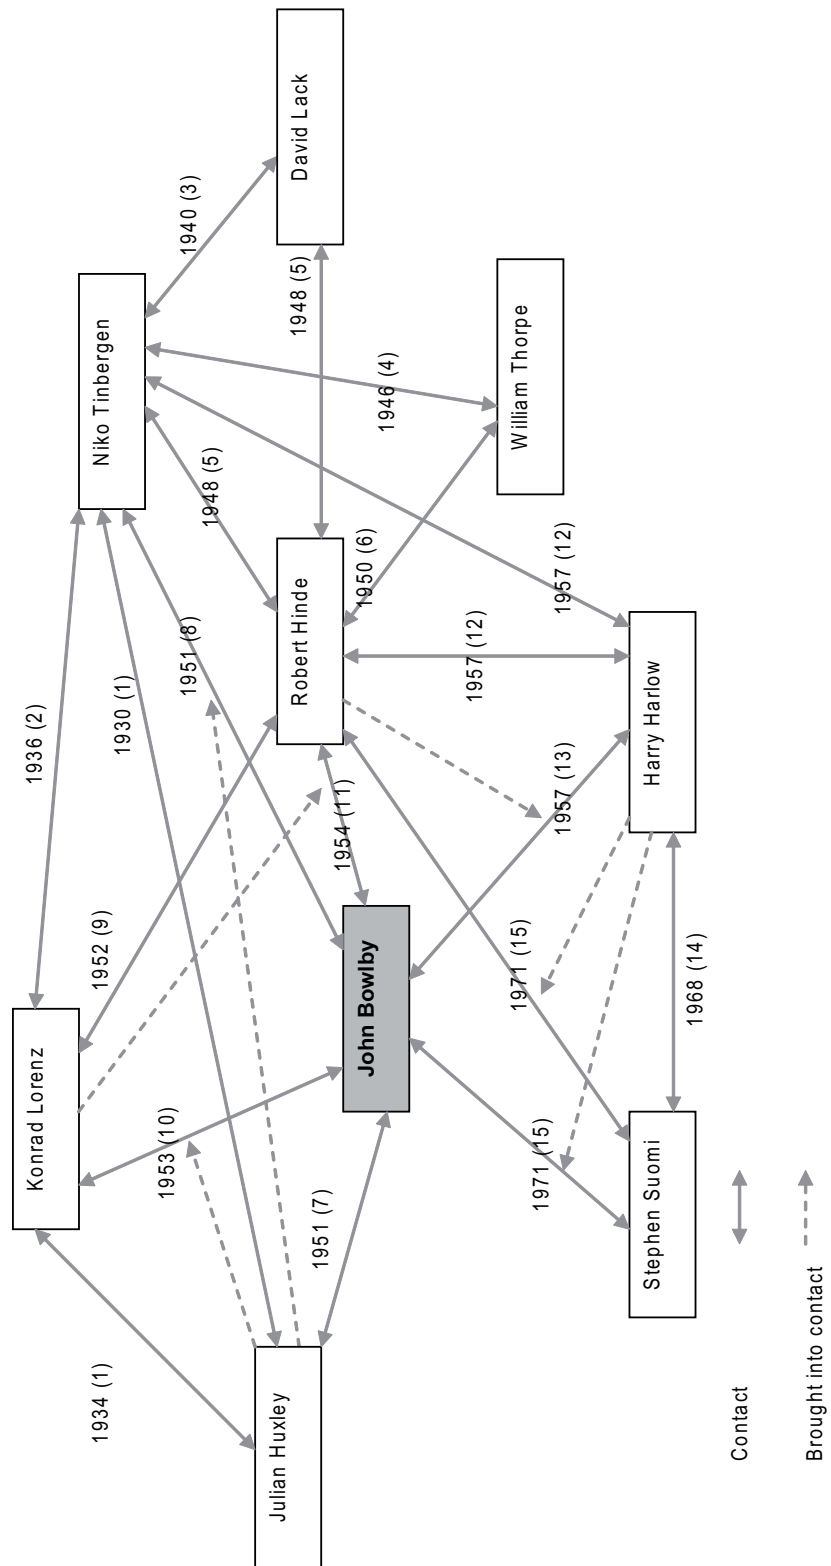 Konrad Lorenz
1936 (2)
Niko Tinbergen
1934 (1)
1952 (9)
1930 (1)
1953 (10)
1951 (8)
1948 (5)
1940 (3)
Julian Huxley
Robert Hinde
1948 (5)
David Lack
1951 (7)
John Bowlby
1954 (11)
1950 (6)
1946 (4)
1957 (12)
William Thorpe
1971 (15)
1971 (15)
1957 (13)
1957 (12)
Stephen Suomi
Harry Harlow
1968 (14)
Contact
Brought into contact